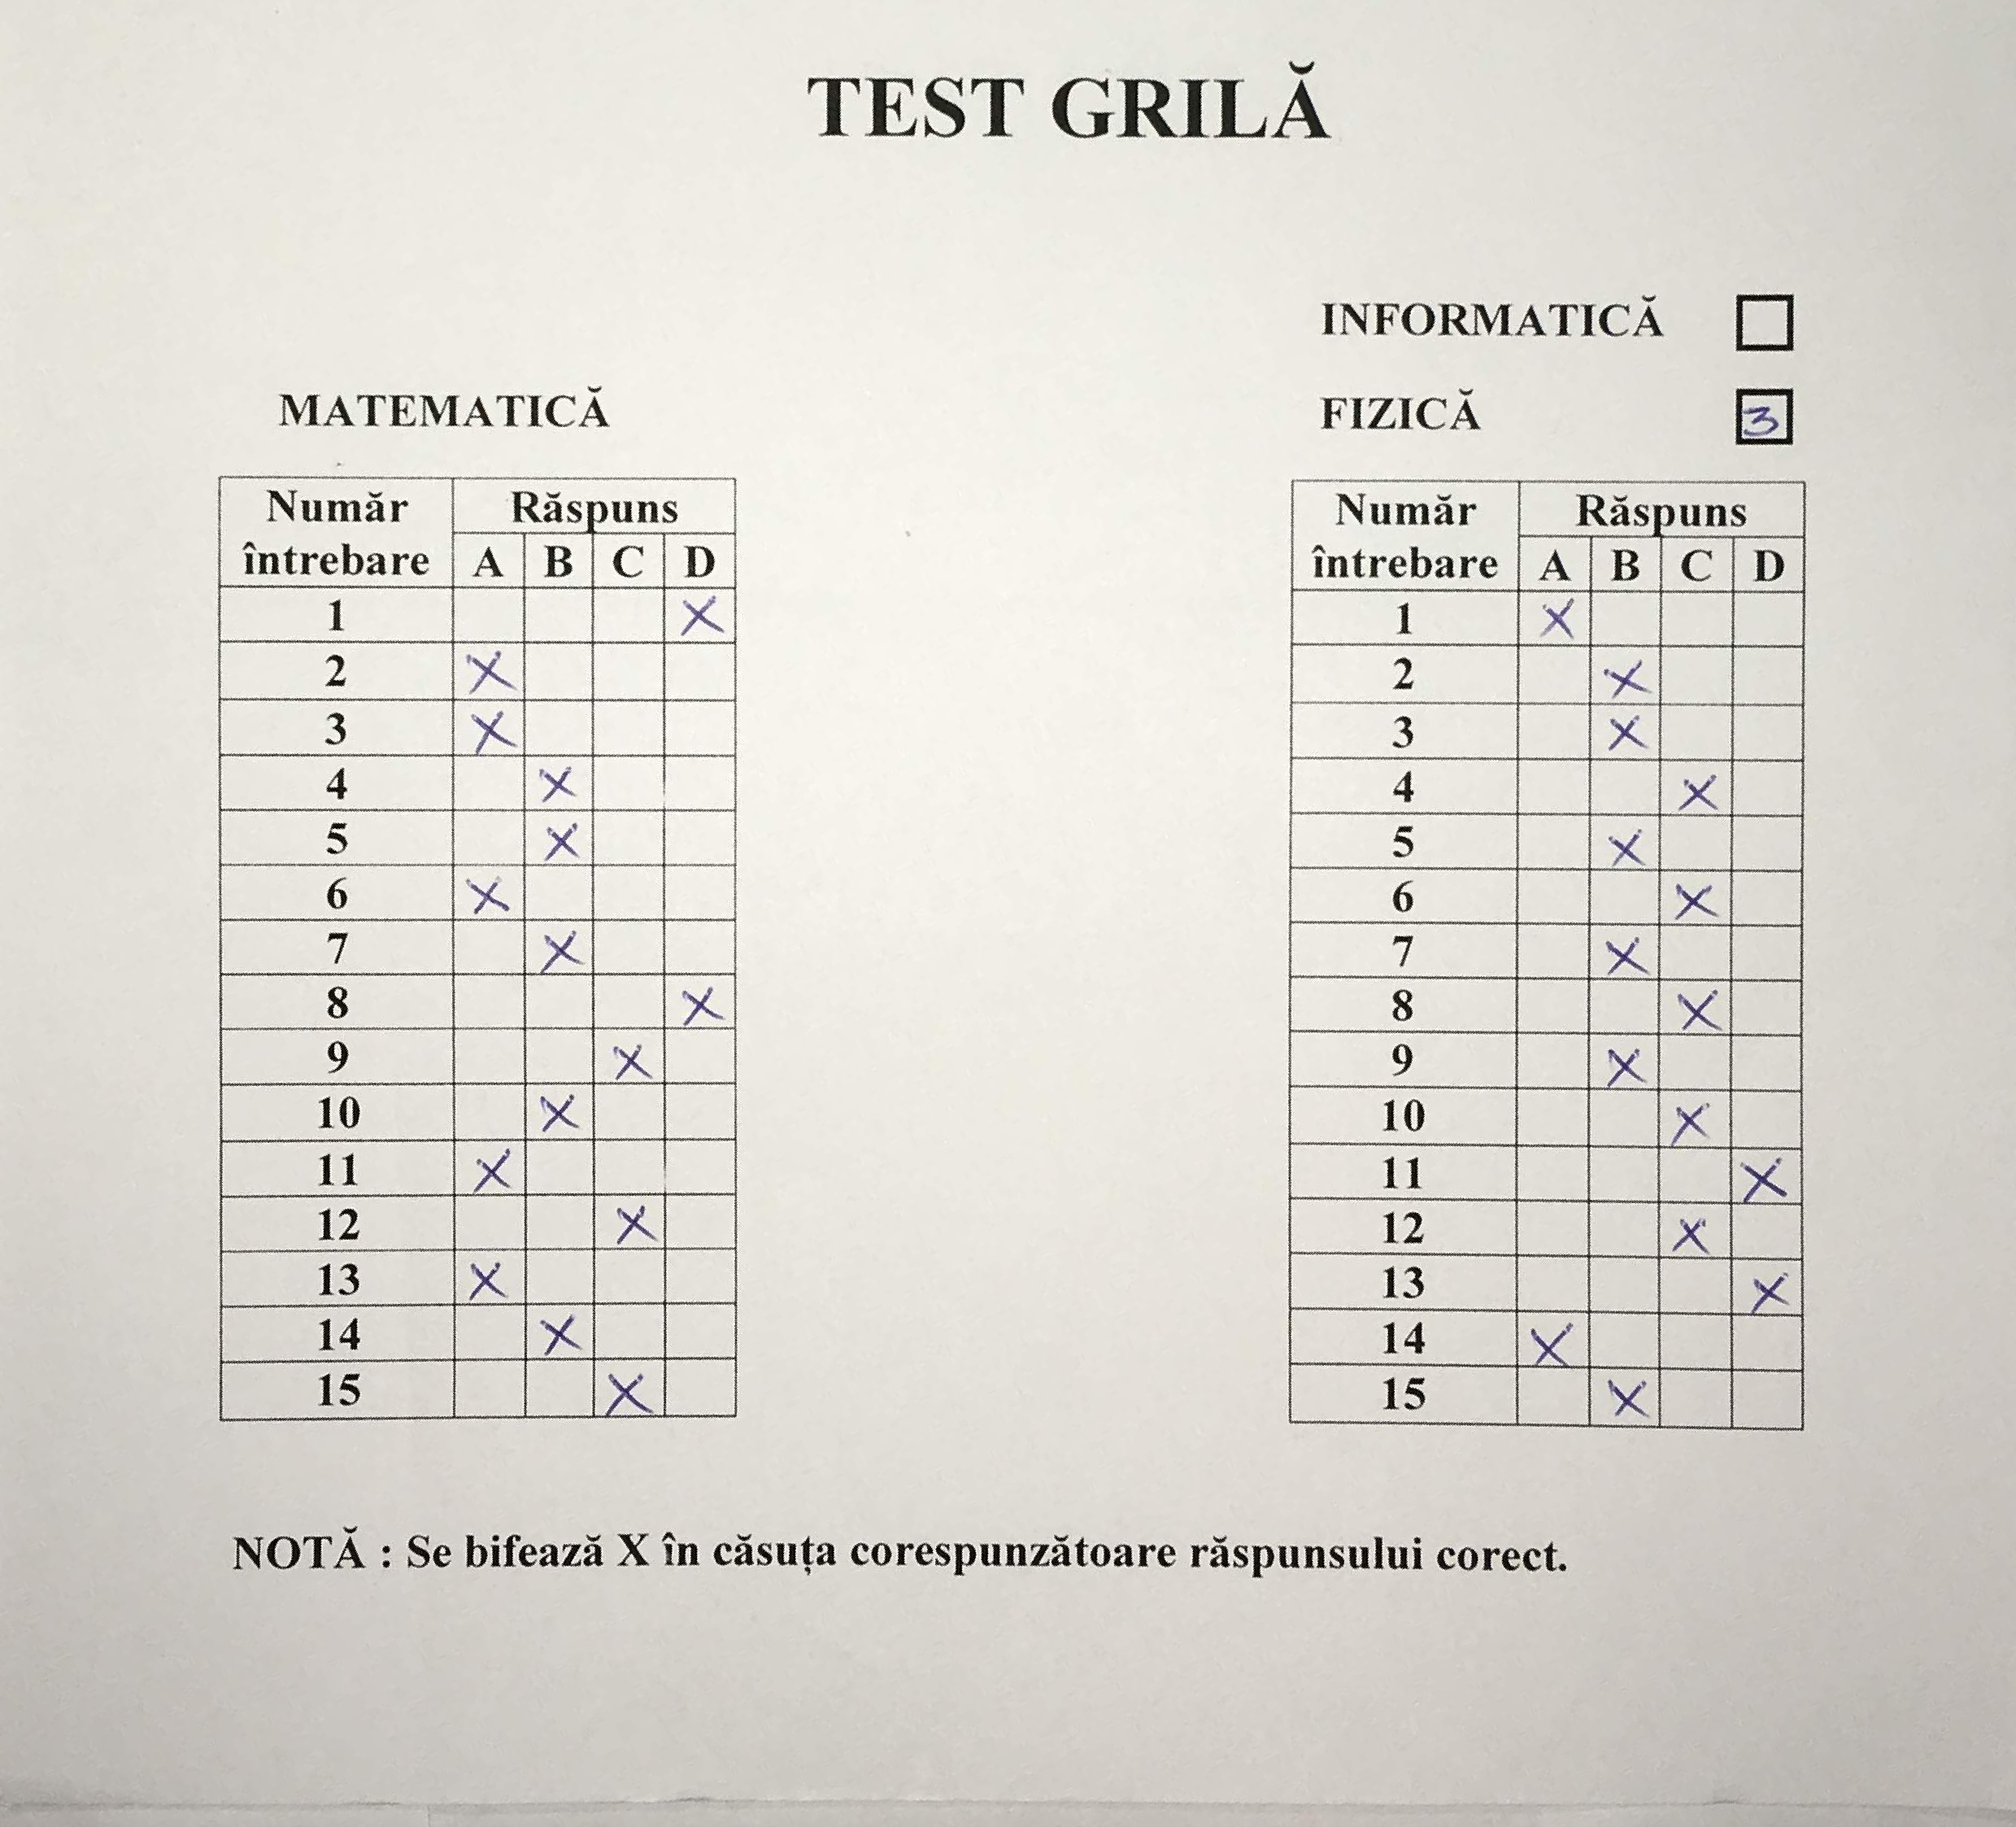 TEST GRILĂ
INFORMATICĂ
MATEMATICĂ
FIZICĂ 3
Număr Răspuns
întrebare A B C D
1 X
2 X
3 X
4 X
5 X
6 X
7 X
8 X
9 X
10 X
11 X
12 X
13 X
14 X
15 X
Număr Răspuns
întrebare A B C D
1 X
2 X
3 X
4 X
5 X
6 X
7 X
8 X
9 X
10 X
11 X
12 X
13 X
14 X
15 X
NOTĂ : Se bifează X în căsuța corespunzătoare răspunsului corect.